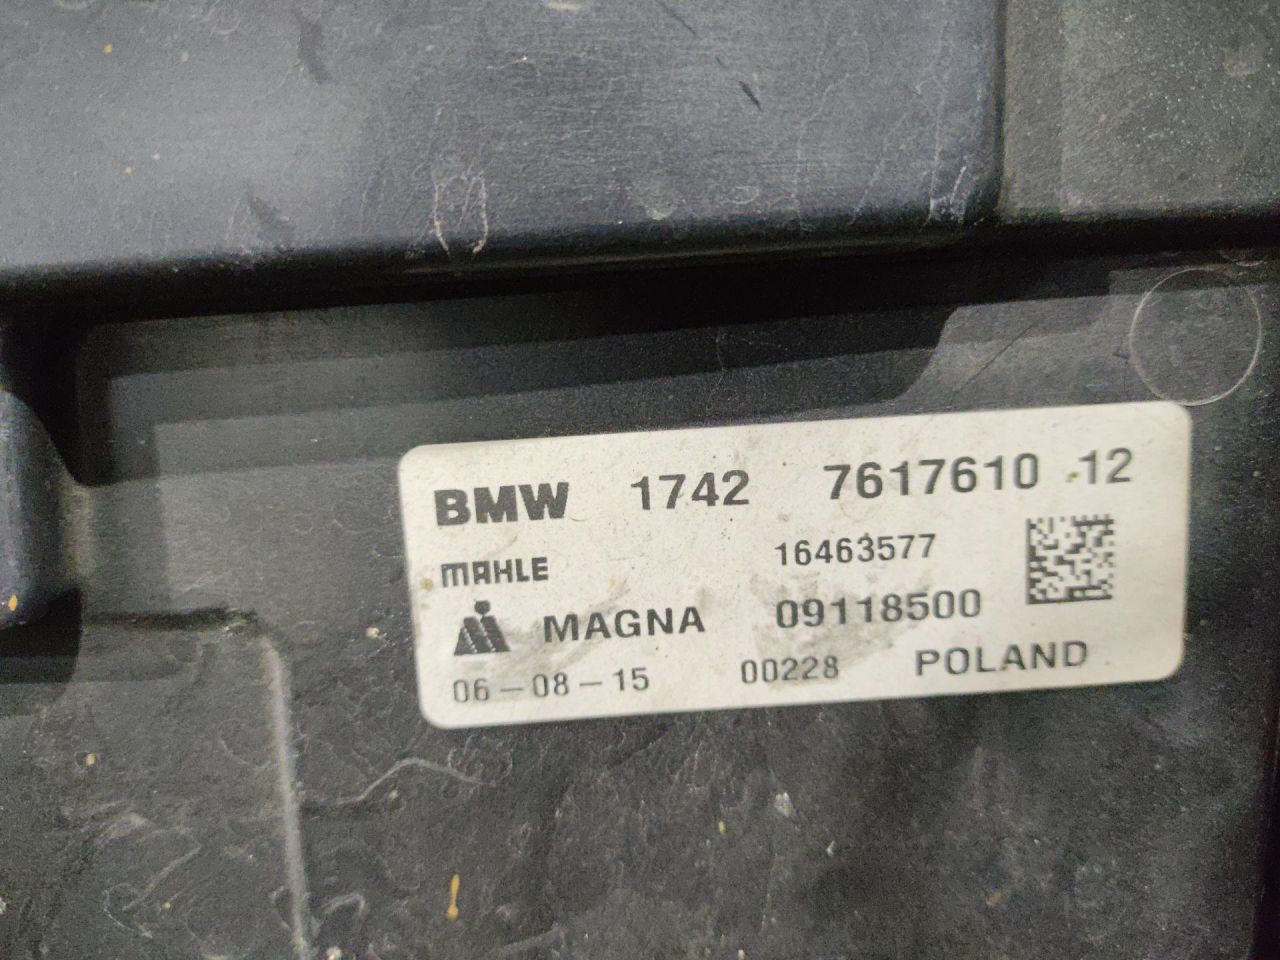 BMW 1742 7617610 12
MAHLE 16463577
MAGNA 09118500
06-08-15 00228 POLAND